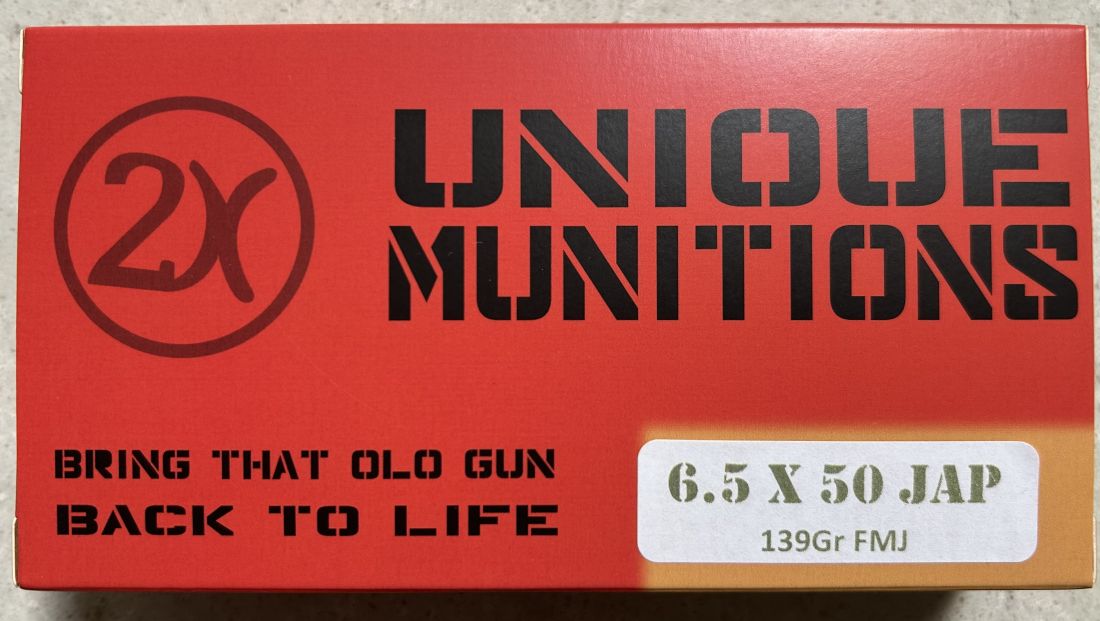 2X
UNIQUE
MUNITIONS
BRING THAT OLD GUN
BACK TO LIFE
6.5 X 50 JAP
139Gr FMJ